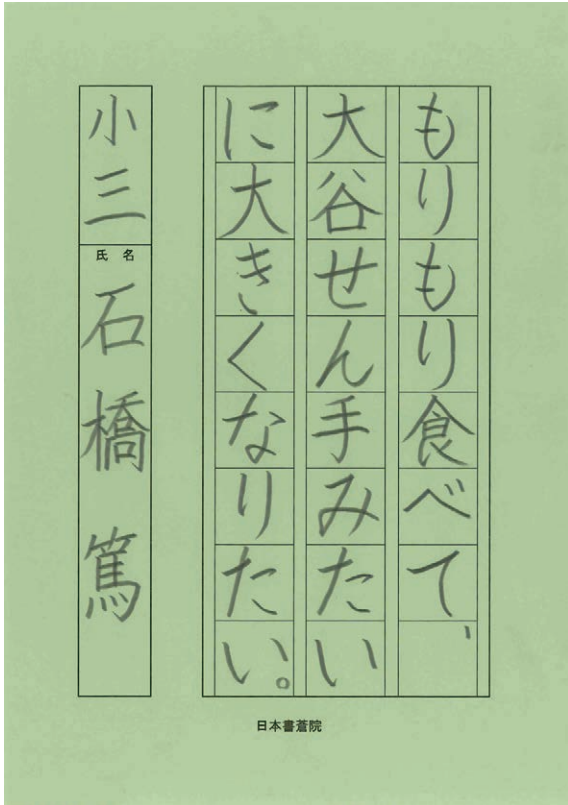 もりもり食べて、
大谷せん手みたい
に大きくなりたい。
小三
氏名
石橋篤
日本書蒼院